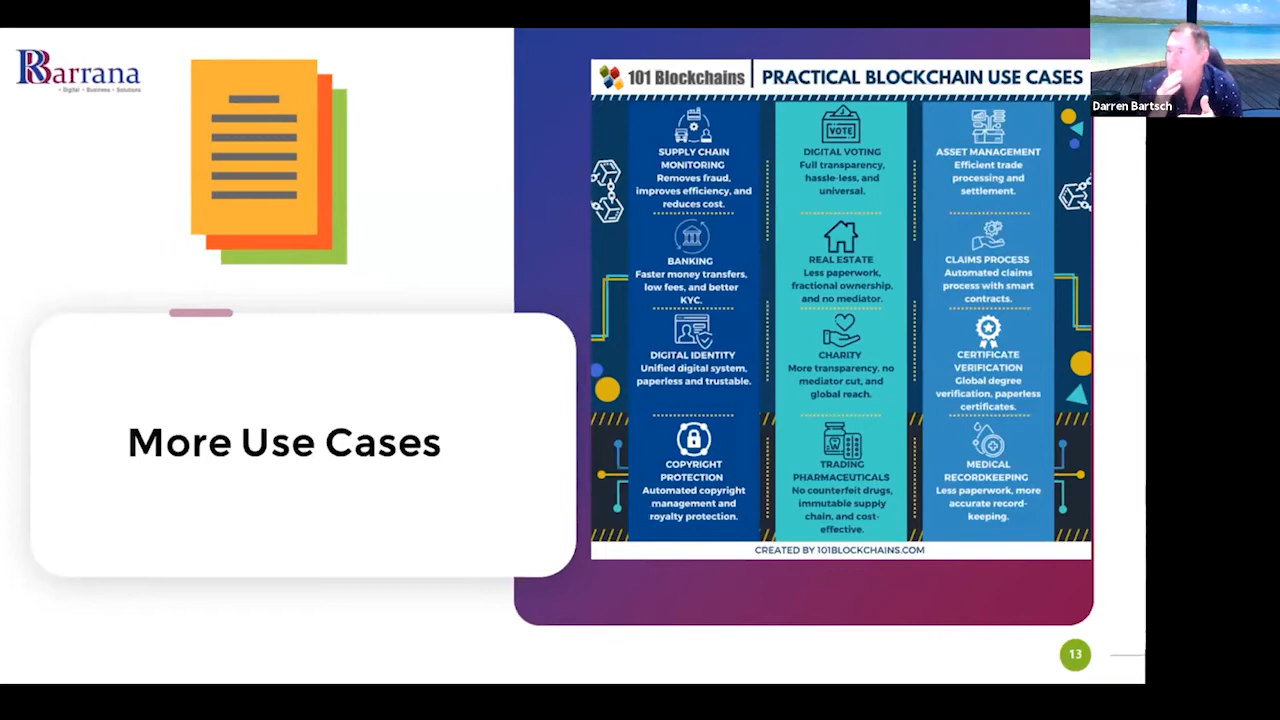 Barrana
• Digital • Business • Solutions
More Use Cases
101 Blockchains
PRACTICAL BLOCKCHAIN USE CASES
SUPPLY CHAIN
MONITORING
Removes fraud,
improves efficiency, and
reduces cost.
BANKING
Faster money transfers,
low fees, and better
KYC.
DIGITAL IDENTITY
Unified digital system,
paperless and trustable.
COPYRIGHT
PROTECTION
Automated copyright
management and
royalty protection.
VOTE
DIGITAL VOTING
Full transparency,
hassle-less, and
universal.
REAL ESTATE
Less paperwork,
fractional ownership,
and no mediator.
CHARITY
More transparency, no
mediator cut, and
global reach.
TRADING
PHARMACEUTICALS
No counterfeit drugs,
immutable supply
chain, and cost-
effective.
ASSET MANAGEMENT
Efficient trade
processing and
settlement.
CLAIMS PROCESS
Automated claims
process with smart
contracts.
CERTIFICATE
VERIFICATION
Global degree
verification, paperless
certificates.
MEDICAL
RECORDKEEPING
Less paperwork, more
accurate record-
keeping.
CREATED BY 101BLOCKCHAINS.COM
13
Darren Bartsch